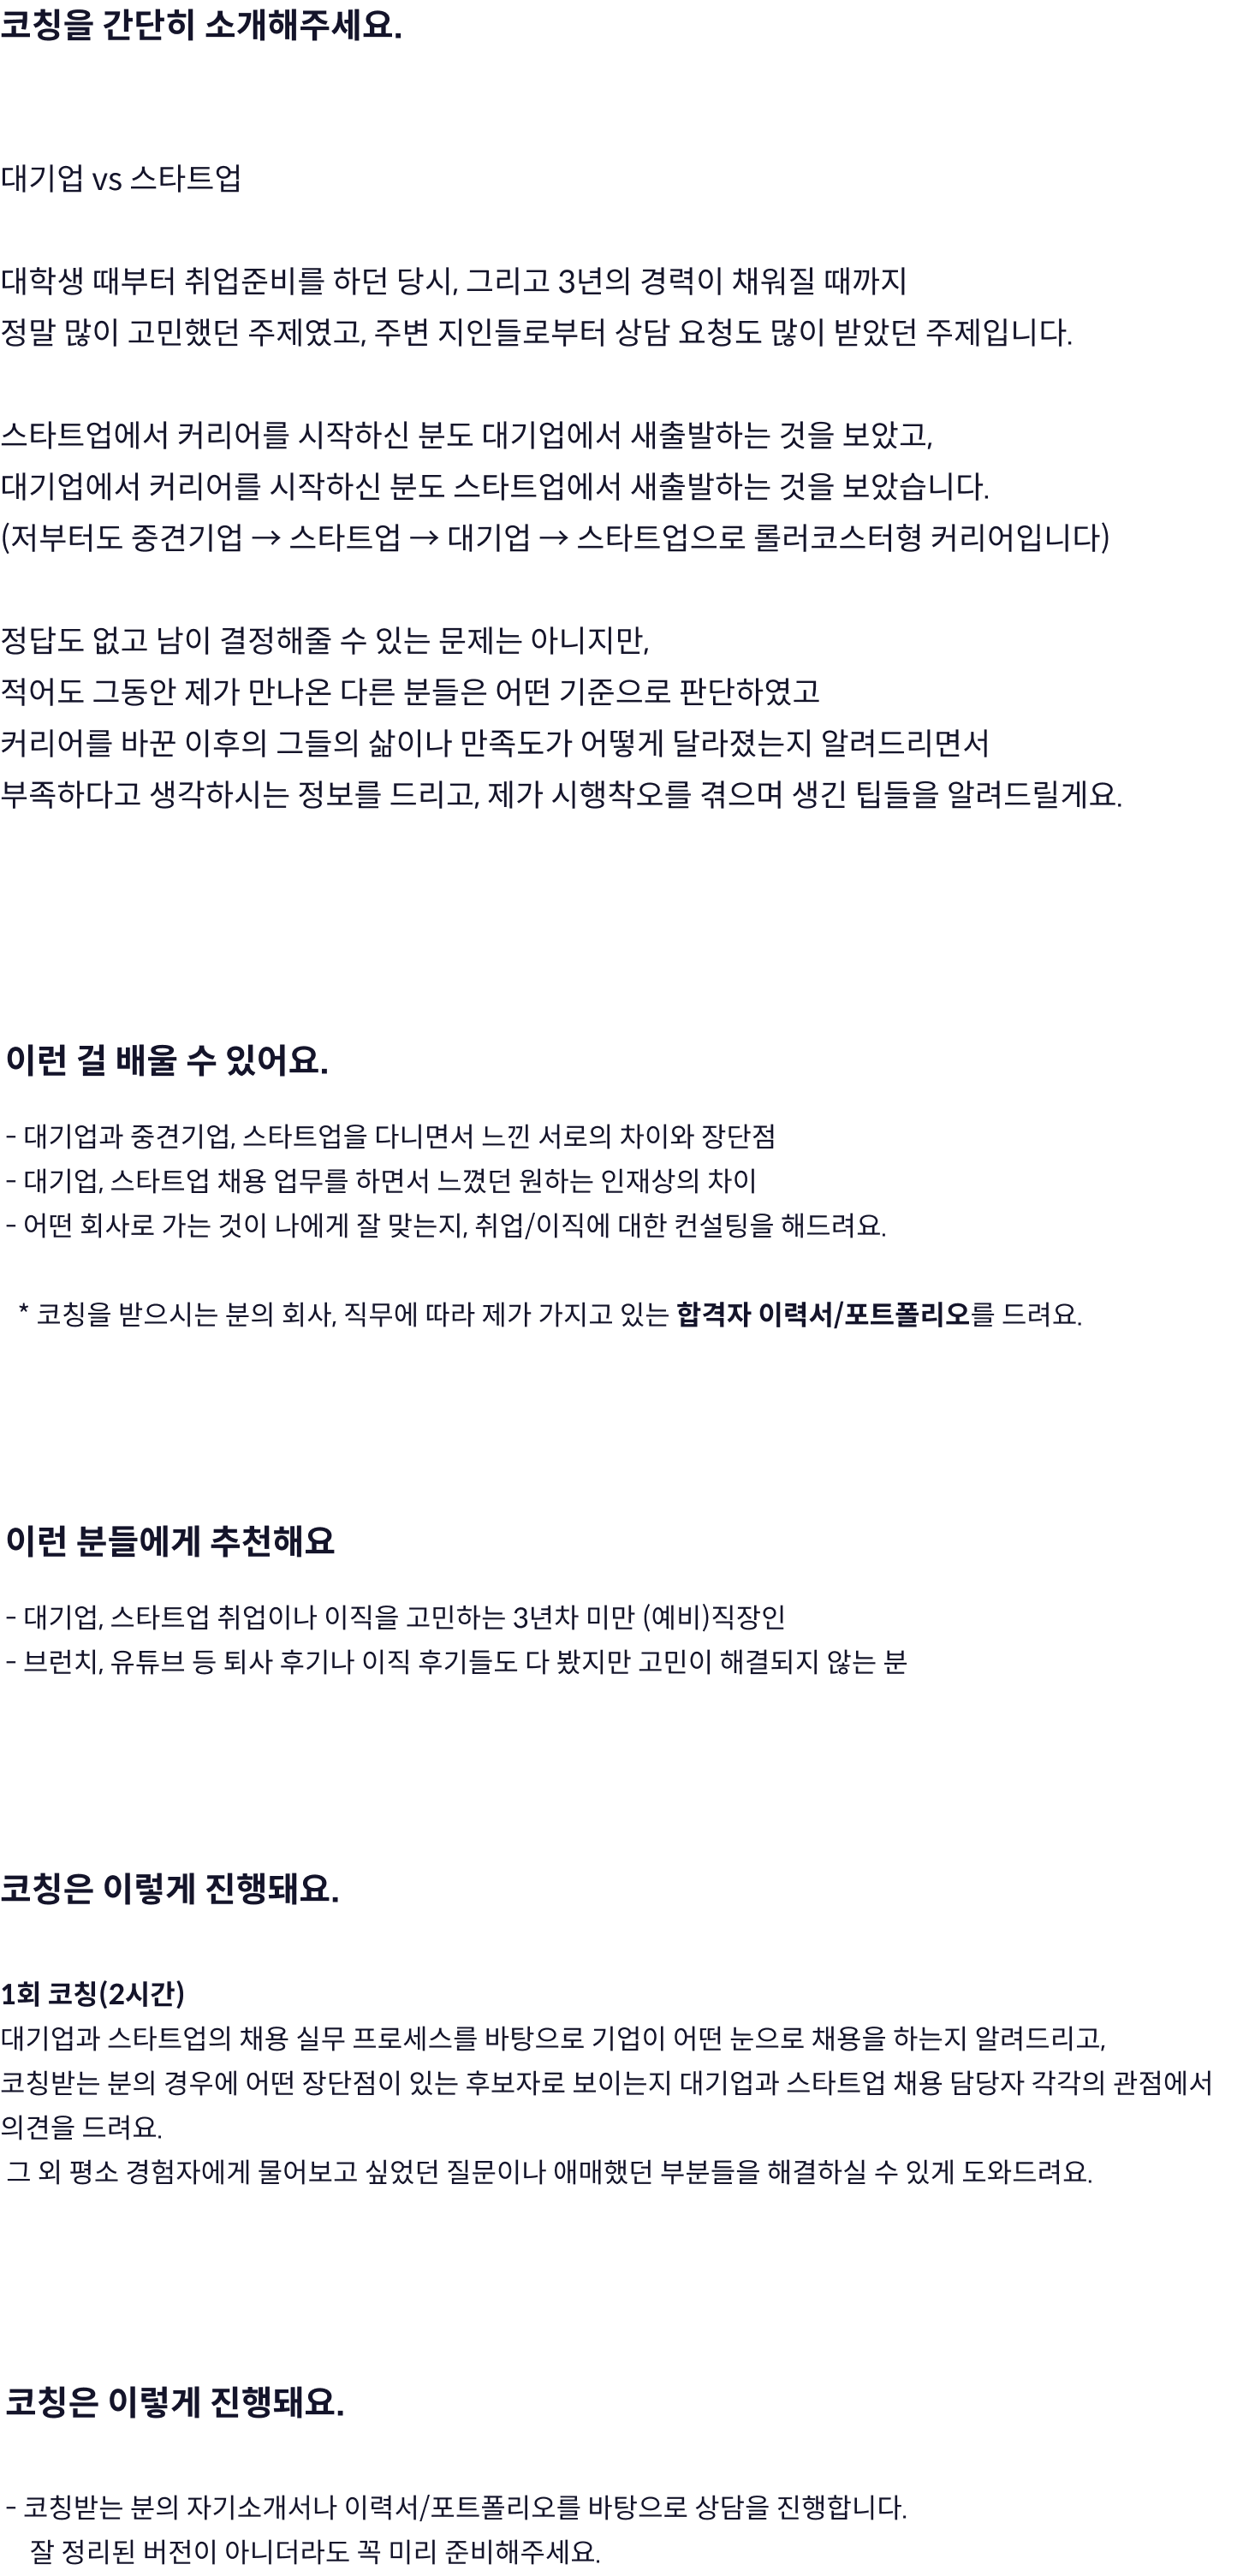 코칭을 간단히 소개해주세요.
대기업 vs 스타트업
대학생 때부터 취업준비를 하던 당시, 그리고 3년의 경력이 채워질 때까지
정말 많이 고민했던 주제였고, 주변 지인들로부터 상담 요청도 많이 받았던 주제입니다.
스타트업에서 커리어를 시작하신 분도 대기업에서 새출발하는 것을 보았고,
대기업에서 커리어를 시작하신 분도 스타트업에서 새출발하는 것을 보았습니다.
(저부터도 중견기업 → 스타트업 → 대기업 → 스타트업으로 롤러코스터형 커리어입니다)
정답도 없고 남이 결정해줄 수 있는 문제는 아니지만,
적어도 그동안 제가 만나온 다른 분들은 어떤 기준으로 판단하였고
커리어를 바꾼 이후의 그들의 삶이나 만족도가 어떻게 달라졌는지 알려드리면서
부족하다고 생각하시는 정보를 드리고, 제가 시행착오를 겪으며 생긴 팁들을 알려드릴게요.
이런 걸 배울 수 있어요.
- 대기업과 중견기업, 스타트업을 다니면서 느낀 서로의 차이와 장단점
- 대기업, 스타트업 채용 업무를 하면서 느꼈던 원하는 인재상의 차이
- 어떤 회사로 가는 것이 나에게 잘 맞는지, 취업/이직에 대한 컨설팅을 해드려요.
* 코칭을 받으시는 분의 회사, 직무에 따라 제가 가지고 있는 합격자 이력서/포트폴리오를 드려요.
이런 분들에게 추천해요
- 대기업, 스타트업 취업이나 이직을 고민하는 3년차 미만 (예비)직장인
- 브런치, 유튜브 등 퇴사 후기나 이직 후기들도 다 봤지만 고민이 해결되지 않는 분
코칭은 이렇게 진행돼요.
1회 코칭(2시간)
대기업과 스타트업의 채용 실무 프로세스를 바탕으로 기업이 어떤 눈으로 채용을 하는지 알려드리고,
코칭받는 분의 경우에 어떤 장단점이 있는 후보자로 보이는지 대기업과 스타트업 채용 담당자 각각의 관점에서
의견을 드려요.
그 외 평소 경험자에게 물어보고 싶었던 질문이나 애매했던 부분들을 해결하실 수 있게 도와드려요.
코칭은 이렇게 진행돼요.
- 코칭받는 분의 자기소개서나 이력서/포트폴리오를 바탕으로 상담을 진행합니다.
잘 정리된 버전이 아니더라도 꼭 미리 준비해주세요.